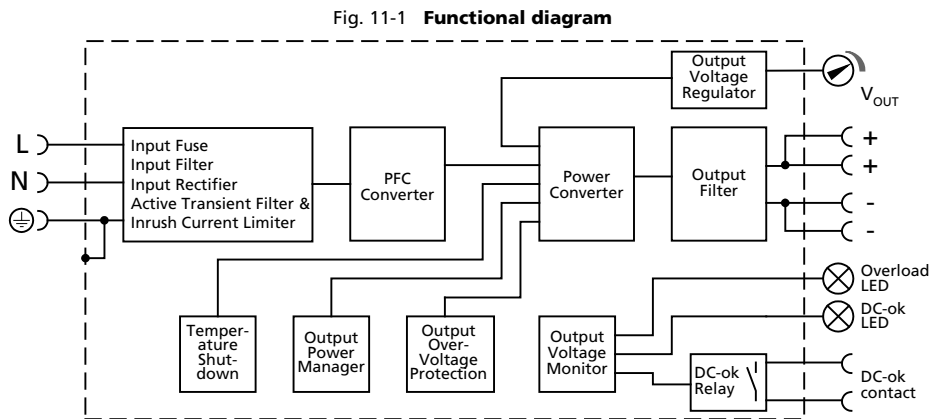 Fig. 11-1 Functional diagram
Output
Voltage
Regulator
VOUT
L
N
Input Fuse
Input Filter
Input Rectifier
Active Transient Filter &
Inrush Current Limiter
PFC
Converter
Power
Converter
Output
Filter
+
+
-
-
Temper-
ature
Shut-
down
Output
Power
Manager
Output
Over-
Voltage
Protection
Output
Voltage
Monitor
Overload
LED
DC-ok
LED
DC-ok
Relay
DC-ok
contact